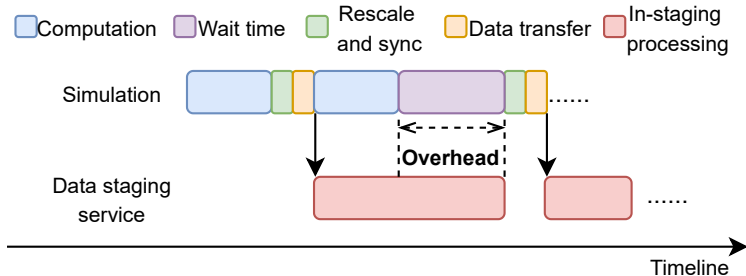 Computation
Wait time
Rescale
and sync
Data transfer
In-staging
processing
Simulation
......
Overhead
Data staging
service
......
Timeline